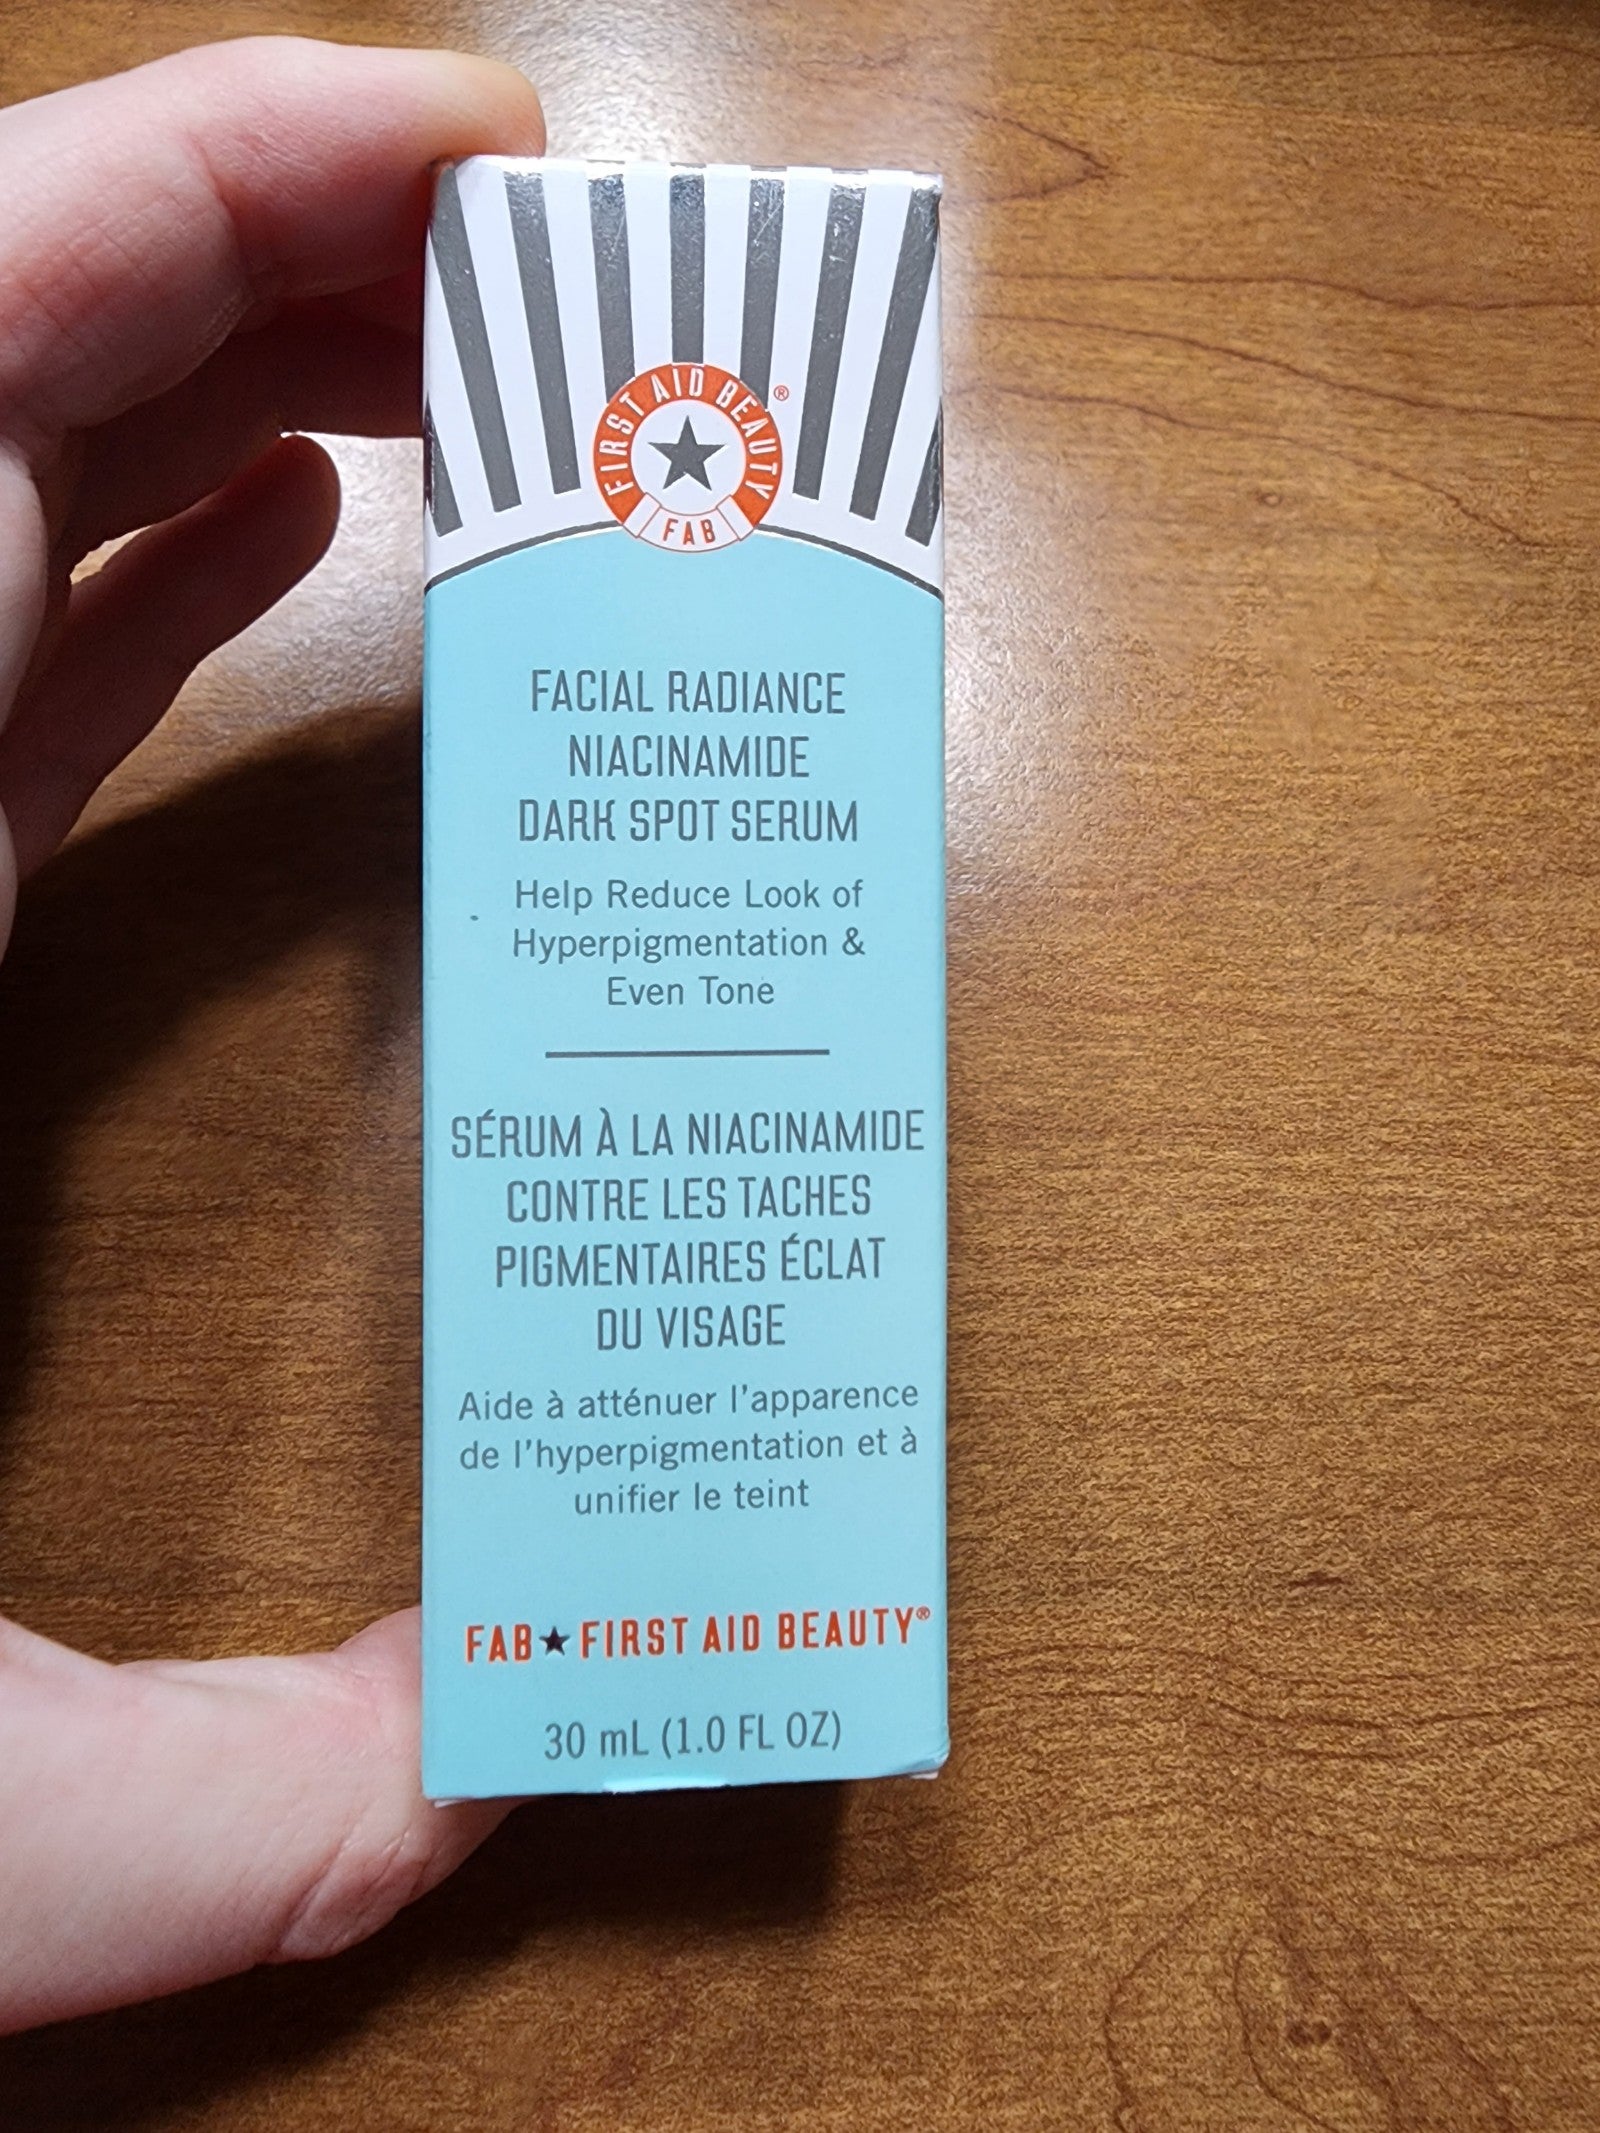 FIRST AID BEAUTY®
FAB
FACIAL RADIANCE
NIACINAMIDE
DARK SPOT SERUM
Help Reduce Look of
Hyperpigmentation &
Even Tone
SÉRUM À LA NIACINAMIDE
CONTRE LES TACHES
PIGMENTAIRES ÉCLAT
DU VISAGE
Aide à atténuer l'apparence
de l'hyperpigmentation et à
unifier le teint
FAB★FIRST AID BEAUTY®
30 mL (1.0 FL OZ)